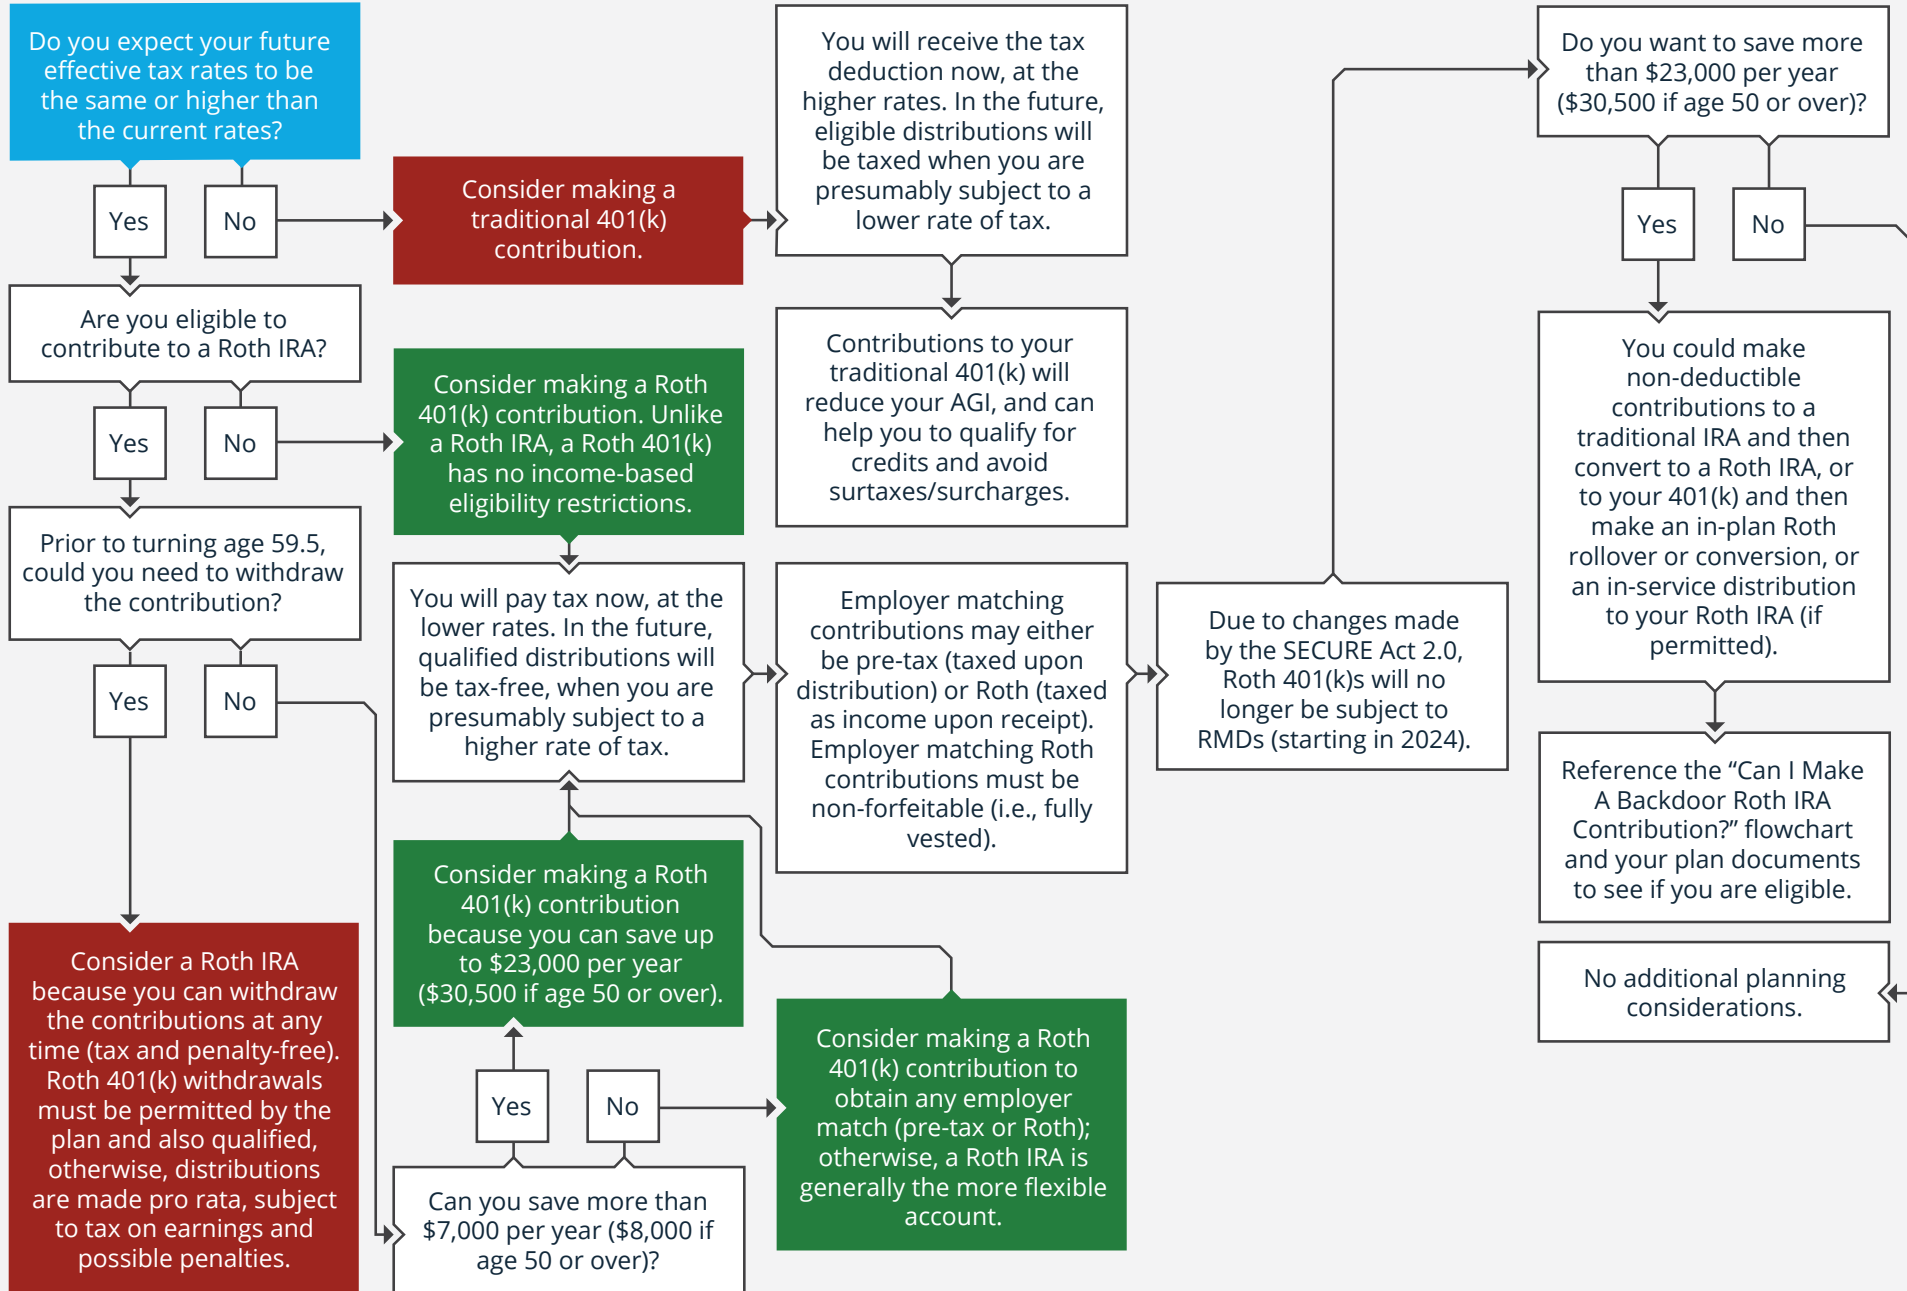 Do you expect your future
effective tax rates to be
the same or higher than
the current rates?
Yes
No
Are you eligible to
contribute to a Roth IRA?
Yes
No
Prior to turning age 59.5,
could you need to withdraw
the contribution?
Yes
No
Consider a Roth IRA
because you can withdraw
the contributions at any
time (tax and penalty-free).
Roth 401(k) withdrawals
must be permitted by the
plan and also qualified,
otherwise, distributions
are made pro rata, subject
to tax on earnings and
possible penalties.
Consider making a
traditional 401(k)
contribution.
Consider making a Roth
401(k) contribution. Unlike
a Roth IRA, a Roth 401(k)
has no income-based
eligibility restrictions.
You will pay tax now, at the
lower rates. In the future,
qualified distributions will
be tax-free, when you are
presumably subject to a
higher rate of tax.
Consider making a Roth
401(k) contribution
because you can save up
to $23,000 per year
($30,500 if age 50 or over).
Yes
No
Can you save more than
$7,000 per year ($8,000 if
age 50 or over)?
You will receive the tax
deduction now, at the
higher rates. In the future,
eligible distributions will
be taxed when you are
presumably subject to a
lower rate of tax.
Contributions to your
traditional 401(k) will
reduce your AGI, and can
help you to qualify for
credits and avoid
surtaxes/surcharges.
Employer matching
contributions may either
be pre-tax (taxed upon
distribution) or Roth (taxed
as income upon receipt).
Employer matching Roth
contributions must be
non-forfeitable (i.e., fully
vested).
Consider making a Roth
401(k) contribution to
obtain any employer
match (pre-tax or Roth);
otherwise, a Roth IRA is
generally the more flexible
account.
Due to changes made
by the SECURE Act 2.0,
Roth 401(k)s will no
longer be subject to
RMDs (starting in 2024).
Do you want to save more
than $23,000 per year
($30,500 if age 50 or over)?
Yes
No
You could make
non-deductible
contributions to a
traditional IRA and then
convert to a Roth IRA, or
to your 401(k) and then
make an in-plan Roth
rollover or conversion, or
an in-service distribution
to your Roth IRA (if
permitted).
Reference the “Can I Make
A Backdoor Roth IRA
Contribution?” flowchart
and your plan documents
to see if you are eligible.
No additional planning
considerations.